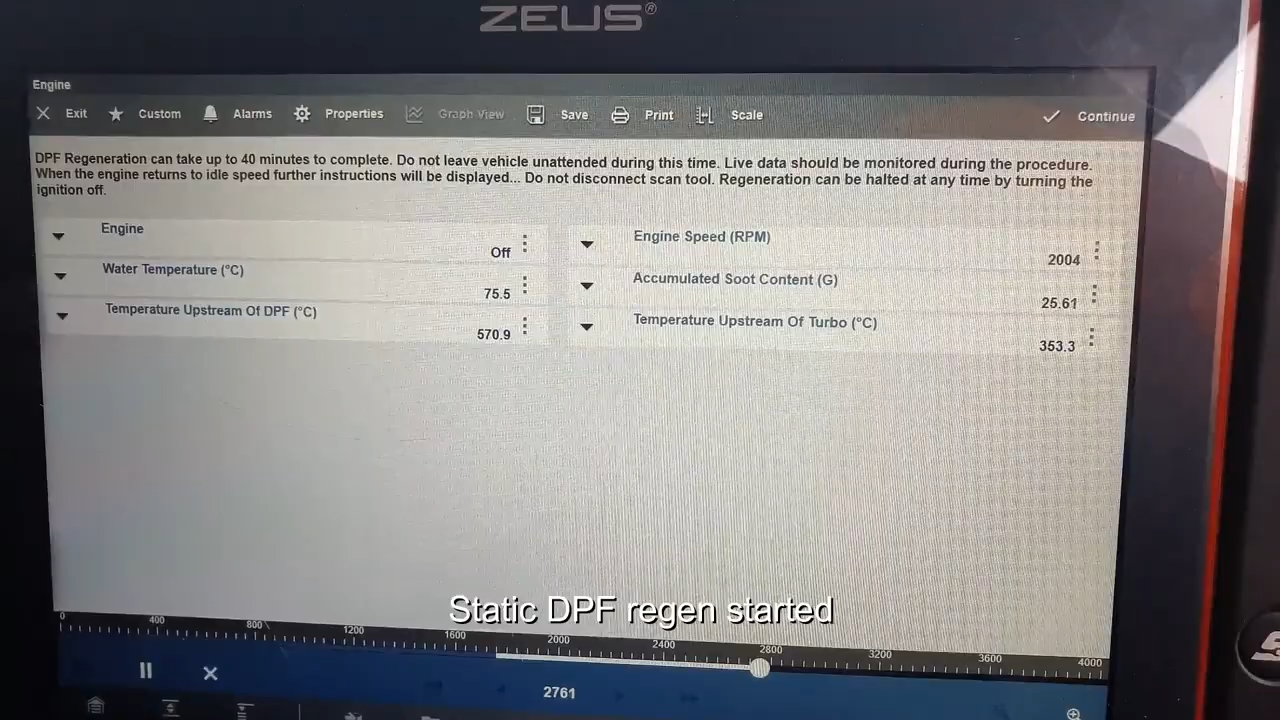 ZEUS®
Engine
Exit Custom Alarms Properties Graph View Save Print Scale Continue
DPF Regeneration can take up to 40 minutes to complete. Do not leave vehicle unattended during this time. Live data should be monitored during the procedure.
When the engine returns to idle speed further instructions will be displayed... Do not disconnect scan tool. Regeneration can be halted at any time by turning the
ignition off.
Engine
Off
Engine Speed (RPM)
2004
Water Temperature (°C)
75.5
Accumulated Soot Content (G)
25.61
Temperature Upstream Of DPF (°C)
570.9
Temperature Upstream Of Turbo (°C)
353.3
Static DPF regen started
0 400 800 1200 1600 2000 2400 2800 3200 3600 4000
2761